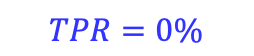 TPR = 0%